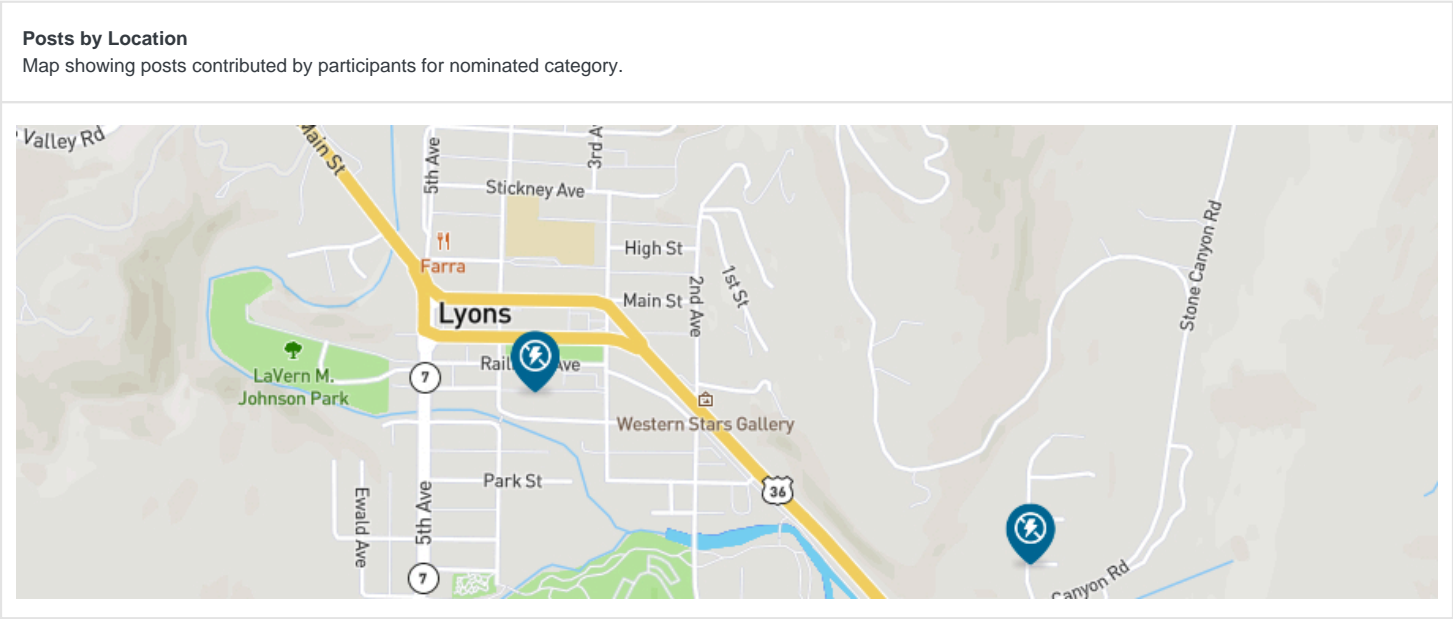 Posts by Location
Map showing posts contributed by participants for nominated category.
Valley Rd
Main St
5th Ave
3rd A
Stickney Ave
Stone Canyon Rd
High St
Farra
1st St
2nd Ave
Main St
Lyons
Rail
Ave
7
LaVern M.
Johnson Park
Western Stars Gallery
Park St
36
Ewald Ave
5th Ave
7
Canyon Rd